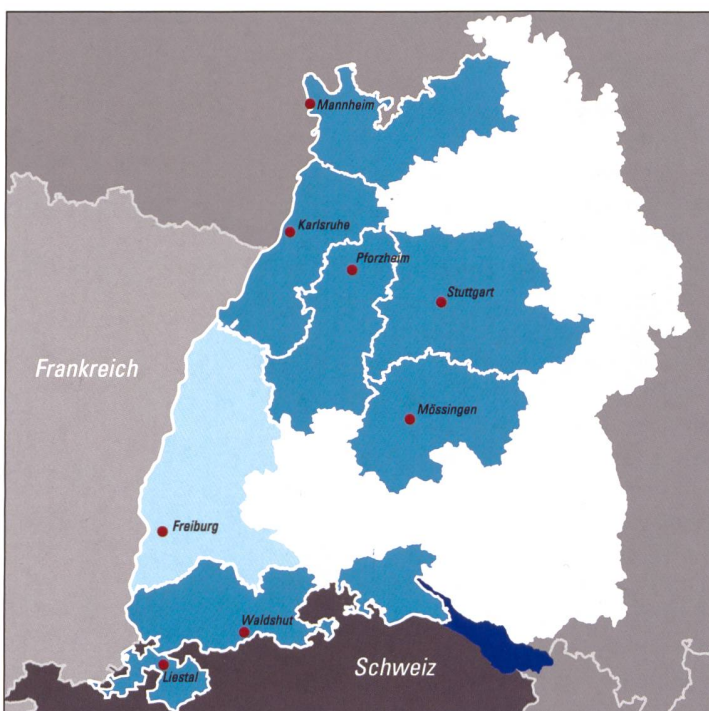 Mannheim
Karlsruhe
Pforzheim
Stuttgart
Frankreich
Mössingen
Freiburg
Waldshut
Liestal
Schweiz